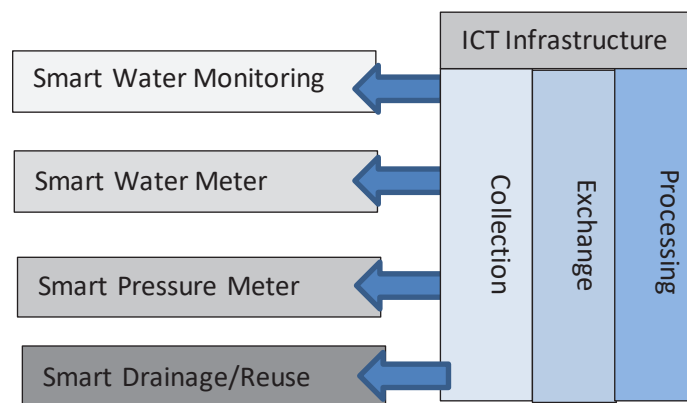 ICT Infrastructure
Smart Water Monitoring
Smart Water Meter
Smart Pressure Meter
Smart Drainage/Reuse
Collection
Exchange
Processing